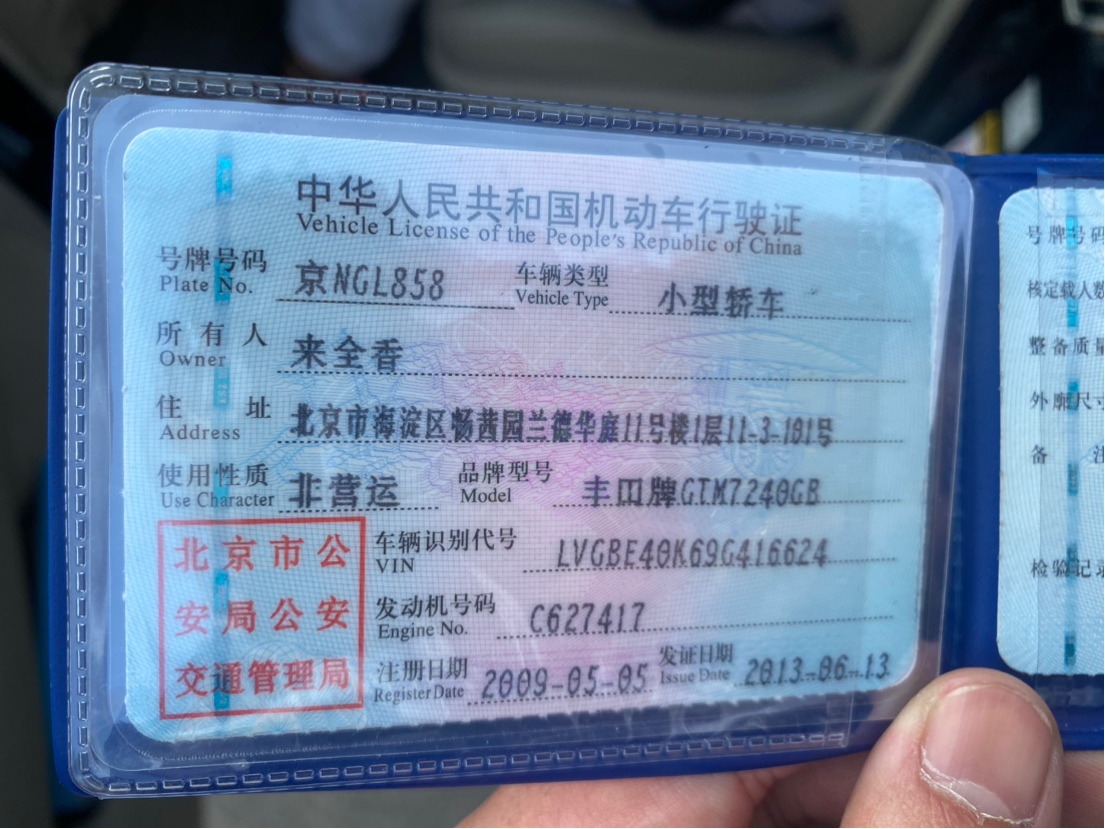 中华人民共和国机动车行驶证
Vehicle License of the People's Republic of China
号牌号码 京NGL858 车辆类型 小型轿车
Plate No. Vehicle Type
所有人 来全香
Owner
住址 北京市海淀区畅茜园兰德华庭11号楼1层11-3-101号
Address
使用性质 非营运 品牌型号 丰田牌GTM7240GB
Use Character Model
北京市公
安局公安
交通管理局
车辆识别代号 LVGBE40K69G416624
VIN
发动机号码 C627417
Engine No.
注册日期 2009-05-05 发证日期 2013-06-13
Register Date Issue Date
号牌号码
核定载人数
整备质量
外廓尺寸
备注
检验记录